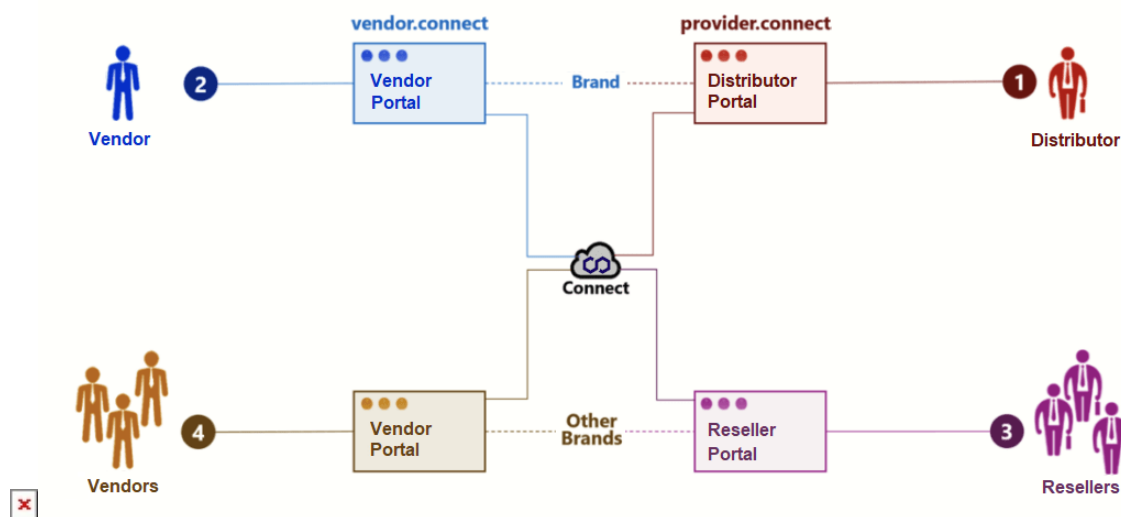 vendor.connect
provider.connect
2
Vendor
Portal
Brand
Distributor
Portal
1
Vendor
Distributor
Connect
4
Vendor
Portal
Other
Brands
Reseller
Portal
3
Vendors
Resellers